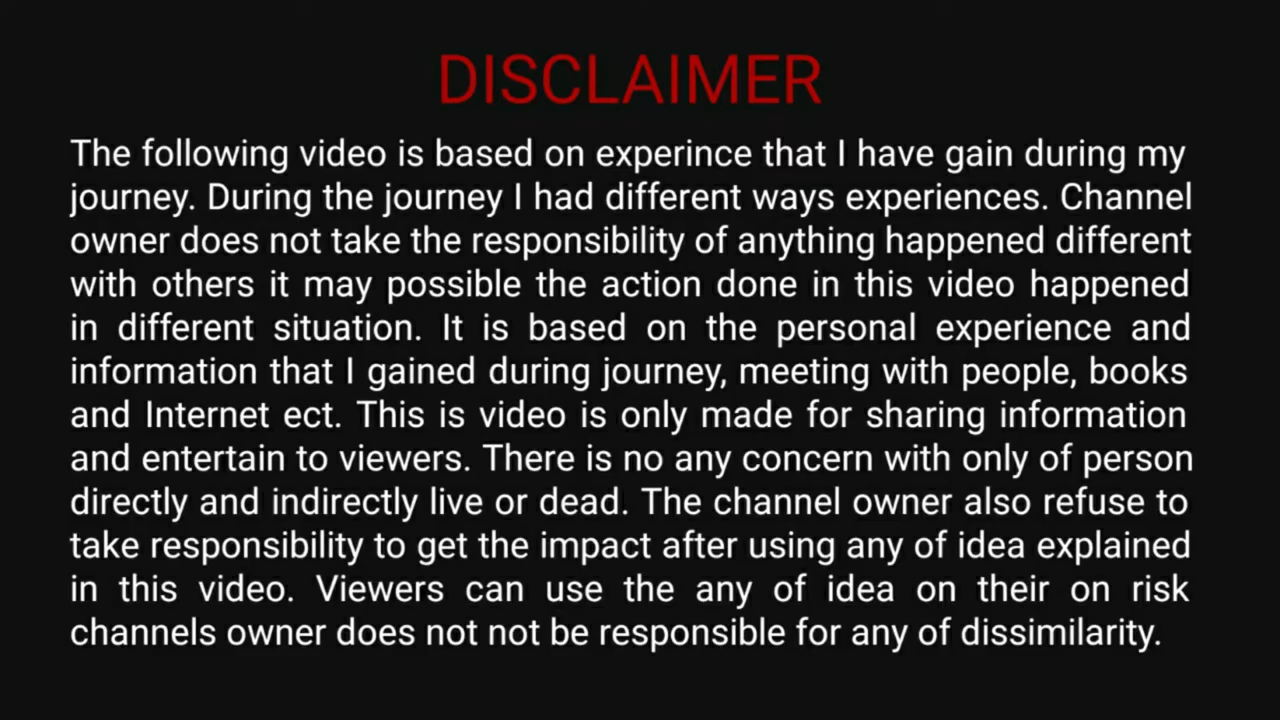 DISCLAIMER
The following video is based on experince that I have gain during my
journey. During the journey I had different ways experiences. Channel
owner does not take the responsibility of anything happened different
with others it may possible the action done in this video happened
in different situation. It is based on the personal experience and
information that I gained during journey, meeting with people, books
and Internet ect. This is video is only made for sharing information
and entertain to viewers. There is no any concern with only of person
directly and indirectly live or dead. The channel owner also refuse to
take responsibility to get the impact after using any of idea explained
in this video. Viewers can use the any of idea on their on risk
channels owner does not not be responsible for any of dissimilarity.